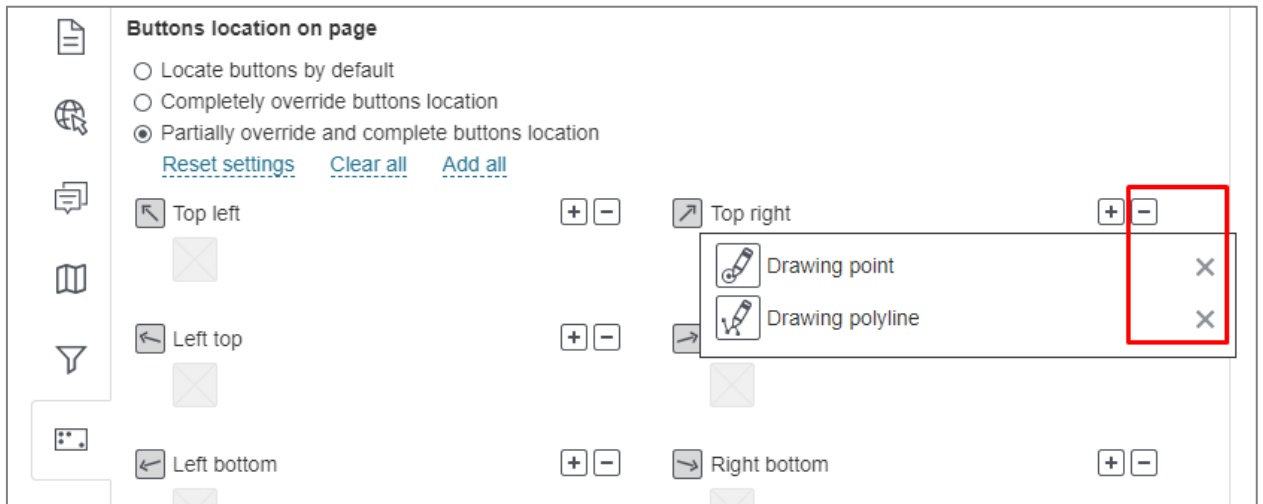 Buttons location on page
Locate buttons by default
Completely override buttons location
Partially override and complete buttons location
Reset settings Clear all Add all
Top left
Top right
Drawing point
Drawing polyline
Left top
Left bottom
Right bottom